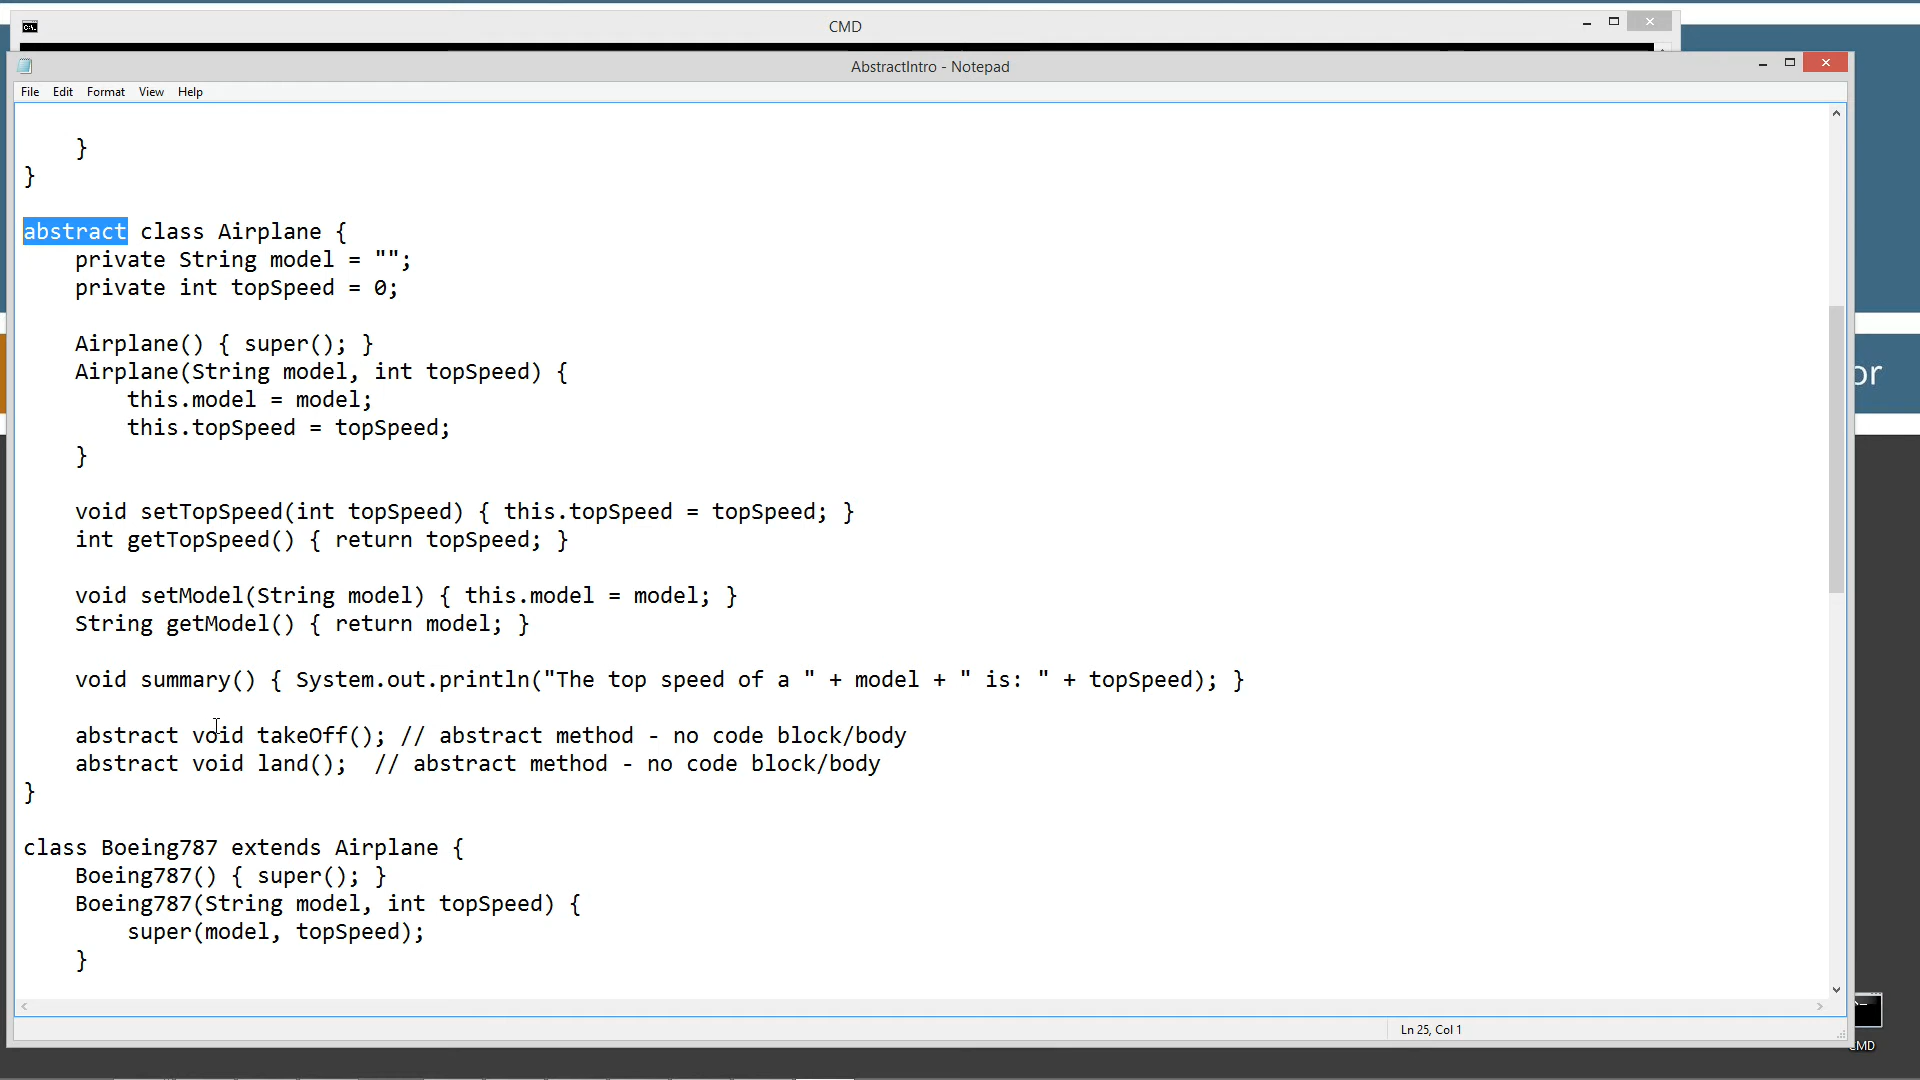 CMD
AbstractIntro - Notepad
File Edit Format View Help
    }
}
abstract class Airplane {
    private String model = "";
    private int topSpeed = 0;
    Airplane() { super(); }
    Airplane(String model, int topSpeed) {
        this.model = model;
        this.topSpeed = topSpeed;
    }
    void setTopSpeed(int topSpeed) { this.topSpeed = topSpeed; }
    int getTopSpeed() { return topSpeed; }
    void setModel(String model) { this.model = model; }
    String getModel() { return model; }
    void summary() { System.out.println("The top speed of a " + model + " is: " + topSpeed); }
    abstract void takeOff(); // abstract method - no code block/body
    abstract void land();  // abstract method - no code block/body
}
class Boeing787 extends Airplane {
    Boeing787() { super(); }
    Boeing787(String model, int topSpeed) {
        super(model, topSpeed);
    }
Ln 25, Col 1
or
CMD